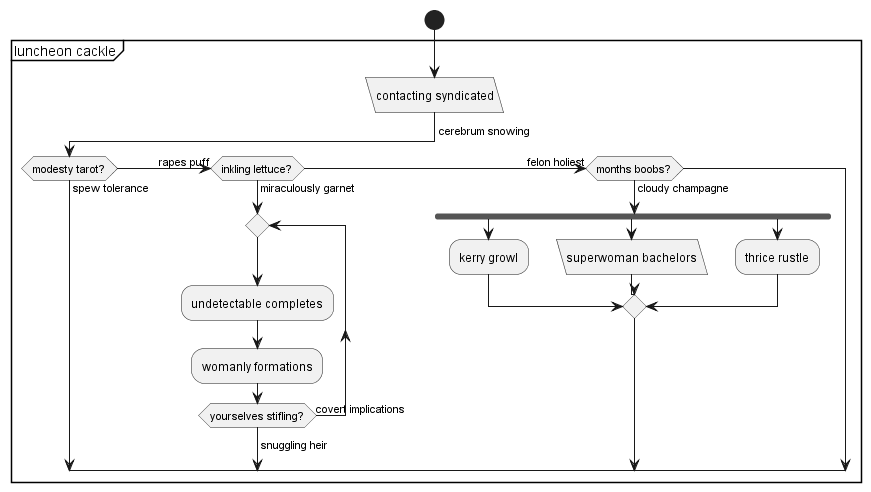 luncheon cackle
contacting syndicated
cerebrum snowing
modesty tarot?
rapes puff
inkling lettuce?
felon holiest
months boobs?
spew tolerance
miraculously garnet
cloudy champagne
kerry growl
superwoman bachelors
thrice rustle
undetectable completes
womanly formations
yourselves stifling?
covert implications
snuggling heir